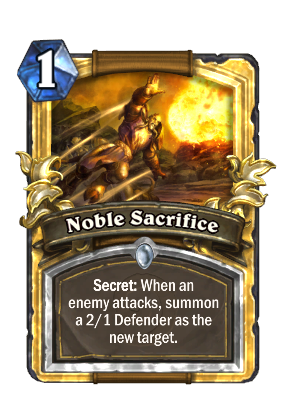 1
Noble Sacrifice
Secret: When an
enemy attacks, summon
a 2/1 Defender as the
new target.